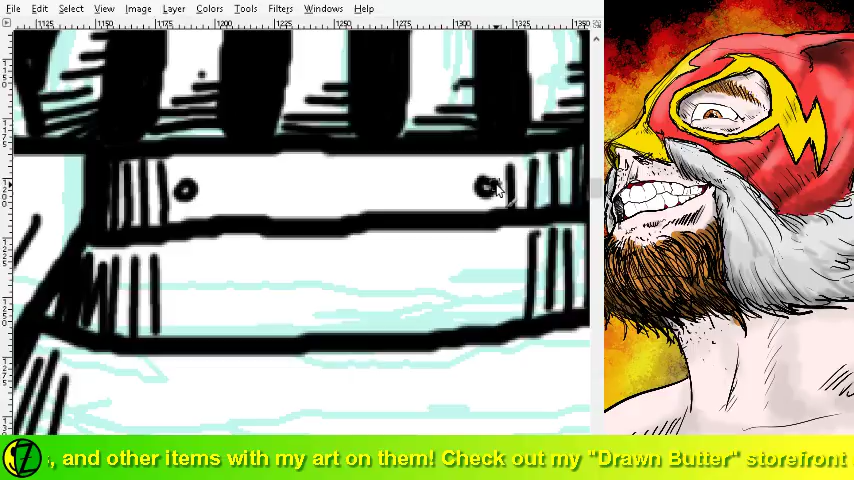 File Edit Select View Image Layer Colors Tools Filters Windows Help
1125 1150 1175 1200 1225 1250 1275 1300 1325 1350
, and other items with my art on them! Check out my "Drawn Butter" storefront